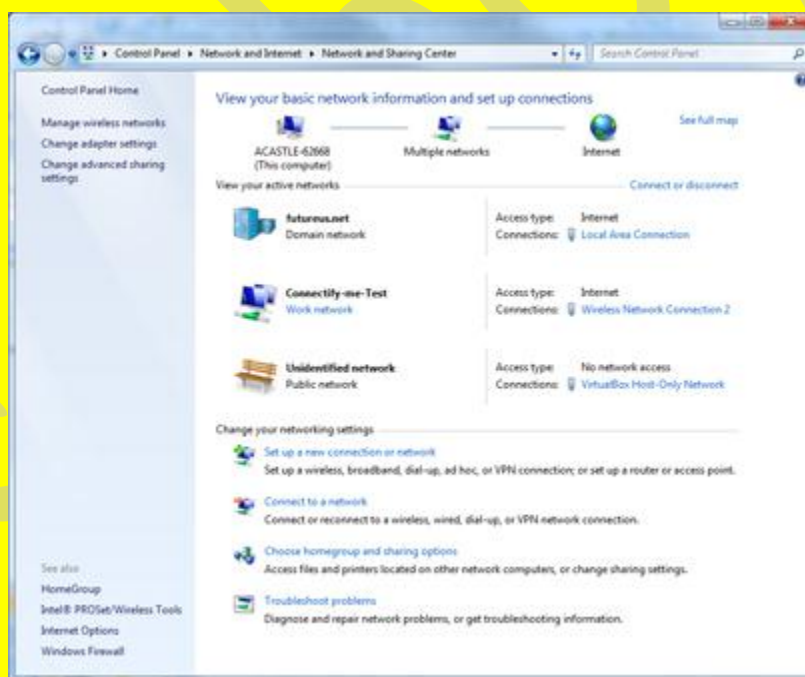 Control Panel ▸ Network and Internet ▸ Network and Sharing Center
Search Control Panel
Control Panel Home
Manage wireless networks
Change adapter settings
Change advanced sharing
settings
View your basic network information and set up connections
See full map
ACASTLE-62668
(This computer)
Multiple networks
Internet
View your active networks
Connect or disconnect
futureus.net
Domain network
Access type: Internet
Connections: Local Area Connection
Connectify-me-Test
Work network
Access type: Internet
Connections: Wireless Network Connection 2
Unidentified network
Public network
Access type: No network access
Connections: VirtualBox Host-Only Network
Change your networking settings
Set up a new connection or network
Set up a wireless, broadband, dial-up, ad hoc, or VPN connection; or set up a router or access point.
Connect to a network
Connect or reconnect to a wireless, wired, dial-up, or VPN network connection.
Choose homegroup and sharing options
Access files and printers located on other network computers, or change sharing settings.
Troubleshoot problems
Diagnose and repair network problems, or get troubleshooting information.
See also
HomeGroup
Intel® PROSet/Wireless Tools
Internet Options
Windows Firewall